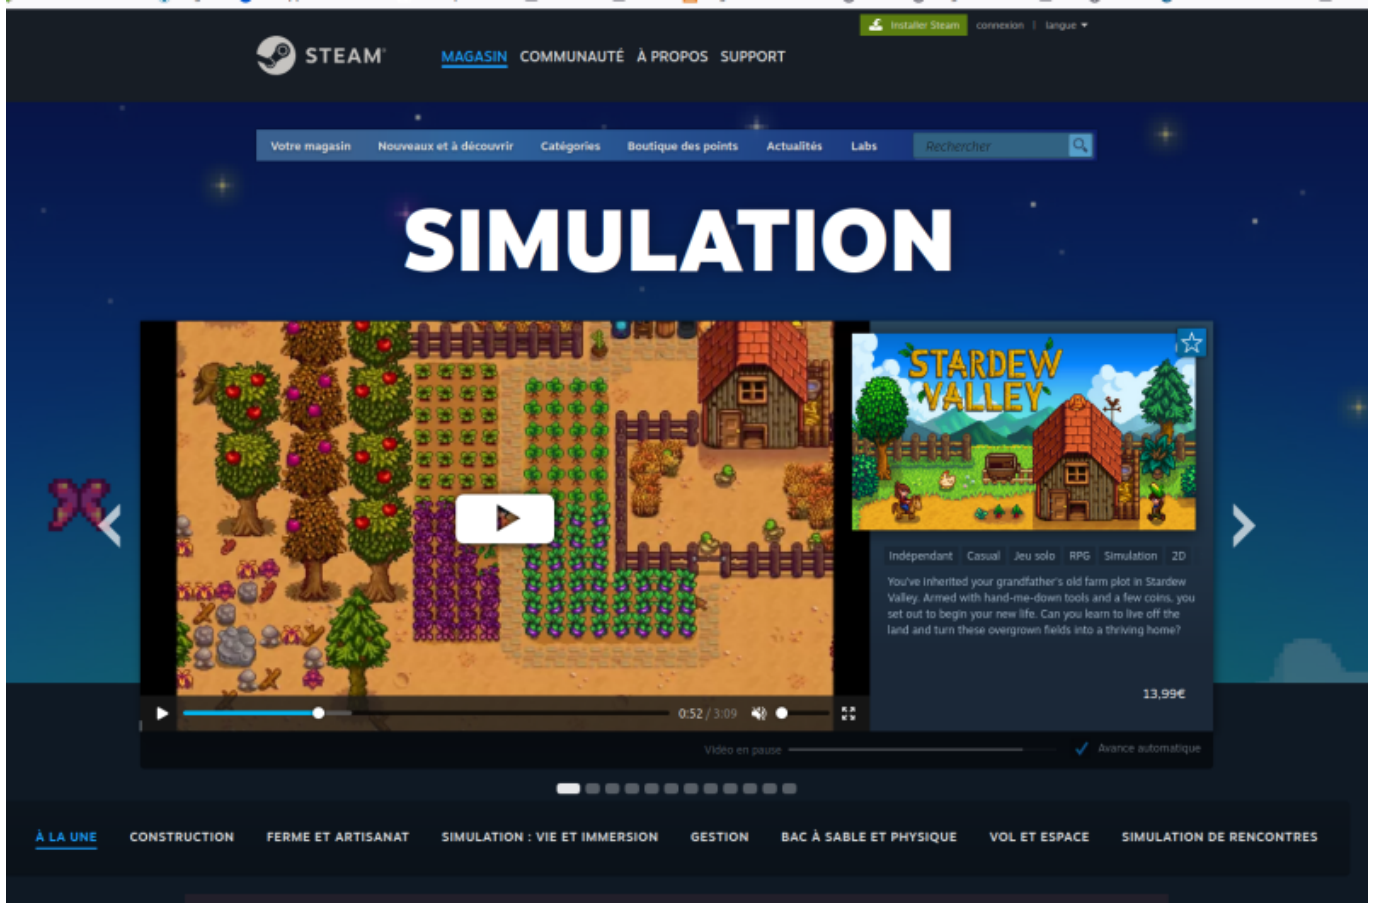 Installer Steam connexion | langue
STEAM®
MAGASIN COMMUNAUTÉ À PROPOS SUPPORT
Votre magasin Nouveaux et à découvrir Catégories Boutique des points Actualités Labs Rechercher
SIMULATION
STARDEW
VALLEY
Indépendant Casual Jeu solo RPG Simulation 2D
You've inherited your grandfather's old farm plot in Stardew
Valley. Armed with hand-me-down tools and a few coins, you
set out to begin your new life. Can you learn to live off the
land and turn these overgrown fields into a thriving home?
13,99€
0:52 / 3:09
Vidéo en pause Avance automatique
À LA UNE CONSTRUCTION FERME ET ARTISANAT SIMULATION : VIE ET IMMERSION GESTION BAC À SABLE ET PHYSIQUE VOL ET ESPACE SIMULATION DE RENCONTRES